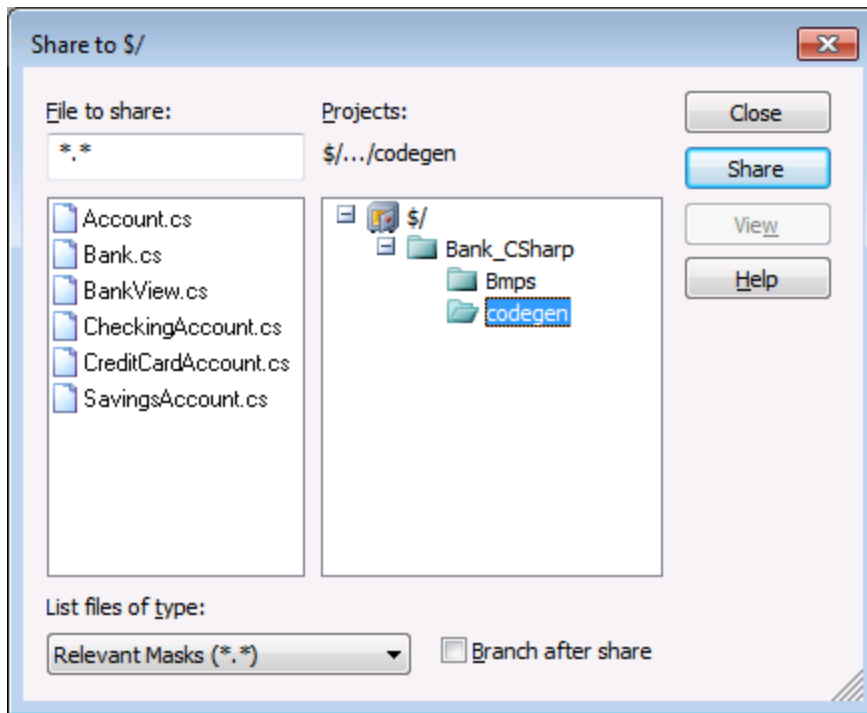 Share to $/
File to share:
*.*
Account.cs
Bank.cs
BankView.cs
CheckingAccount.cs
CreditCardAccount.cs
SavingsAccount.cs
Projects:
$/.../codegen
$/
Bank_CSharp
Bmps
codegen
Close
Share
View
Help
List files of type:
Relevant Masks (*.*)
Branch after share